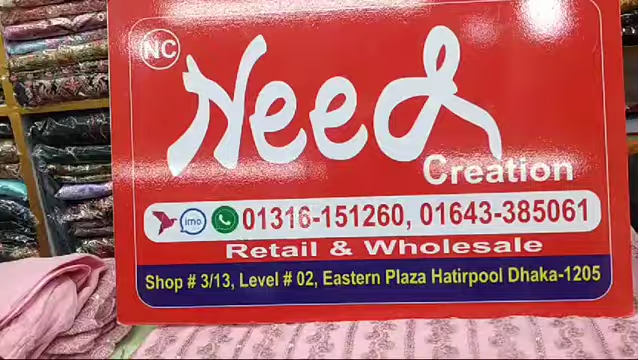 NC
Need
Creation
imo 01316-151260, 01643-385061
Retail & Wholesale
Shop # 3/13, Level # 02, Eastern Plaza Hatirpool Dhaka-1205